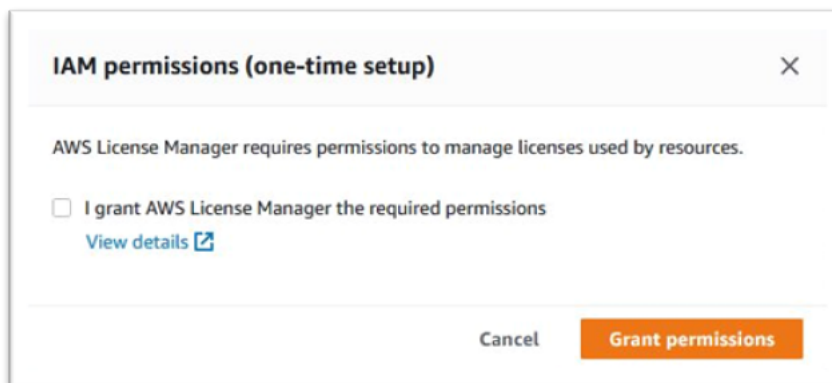 IAM permissions (one-time setup)
AWS License Manager requires permissions to manage licenses used by resources.
I grant AWS License Manager the required permissions
View details
Cancel
Grant permissions